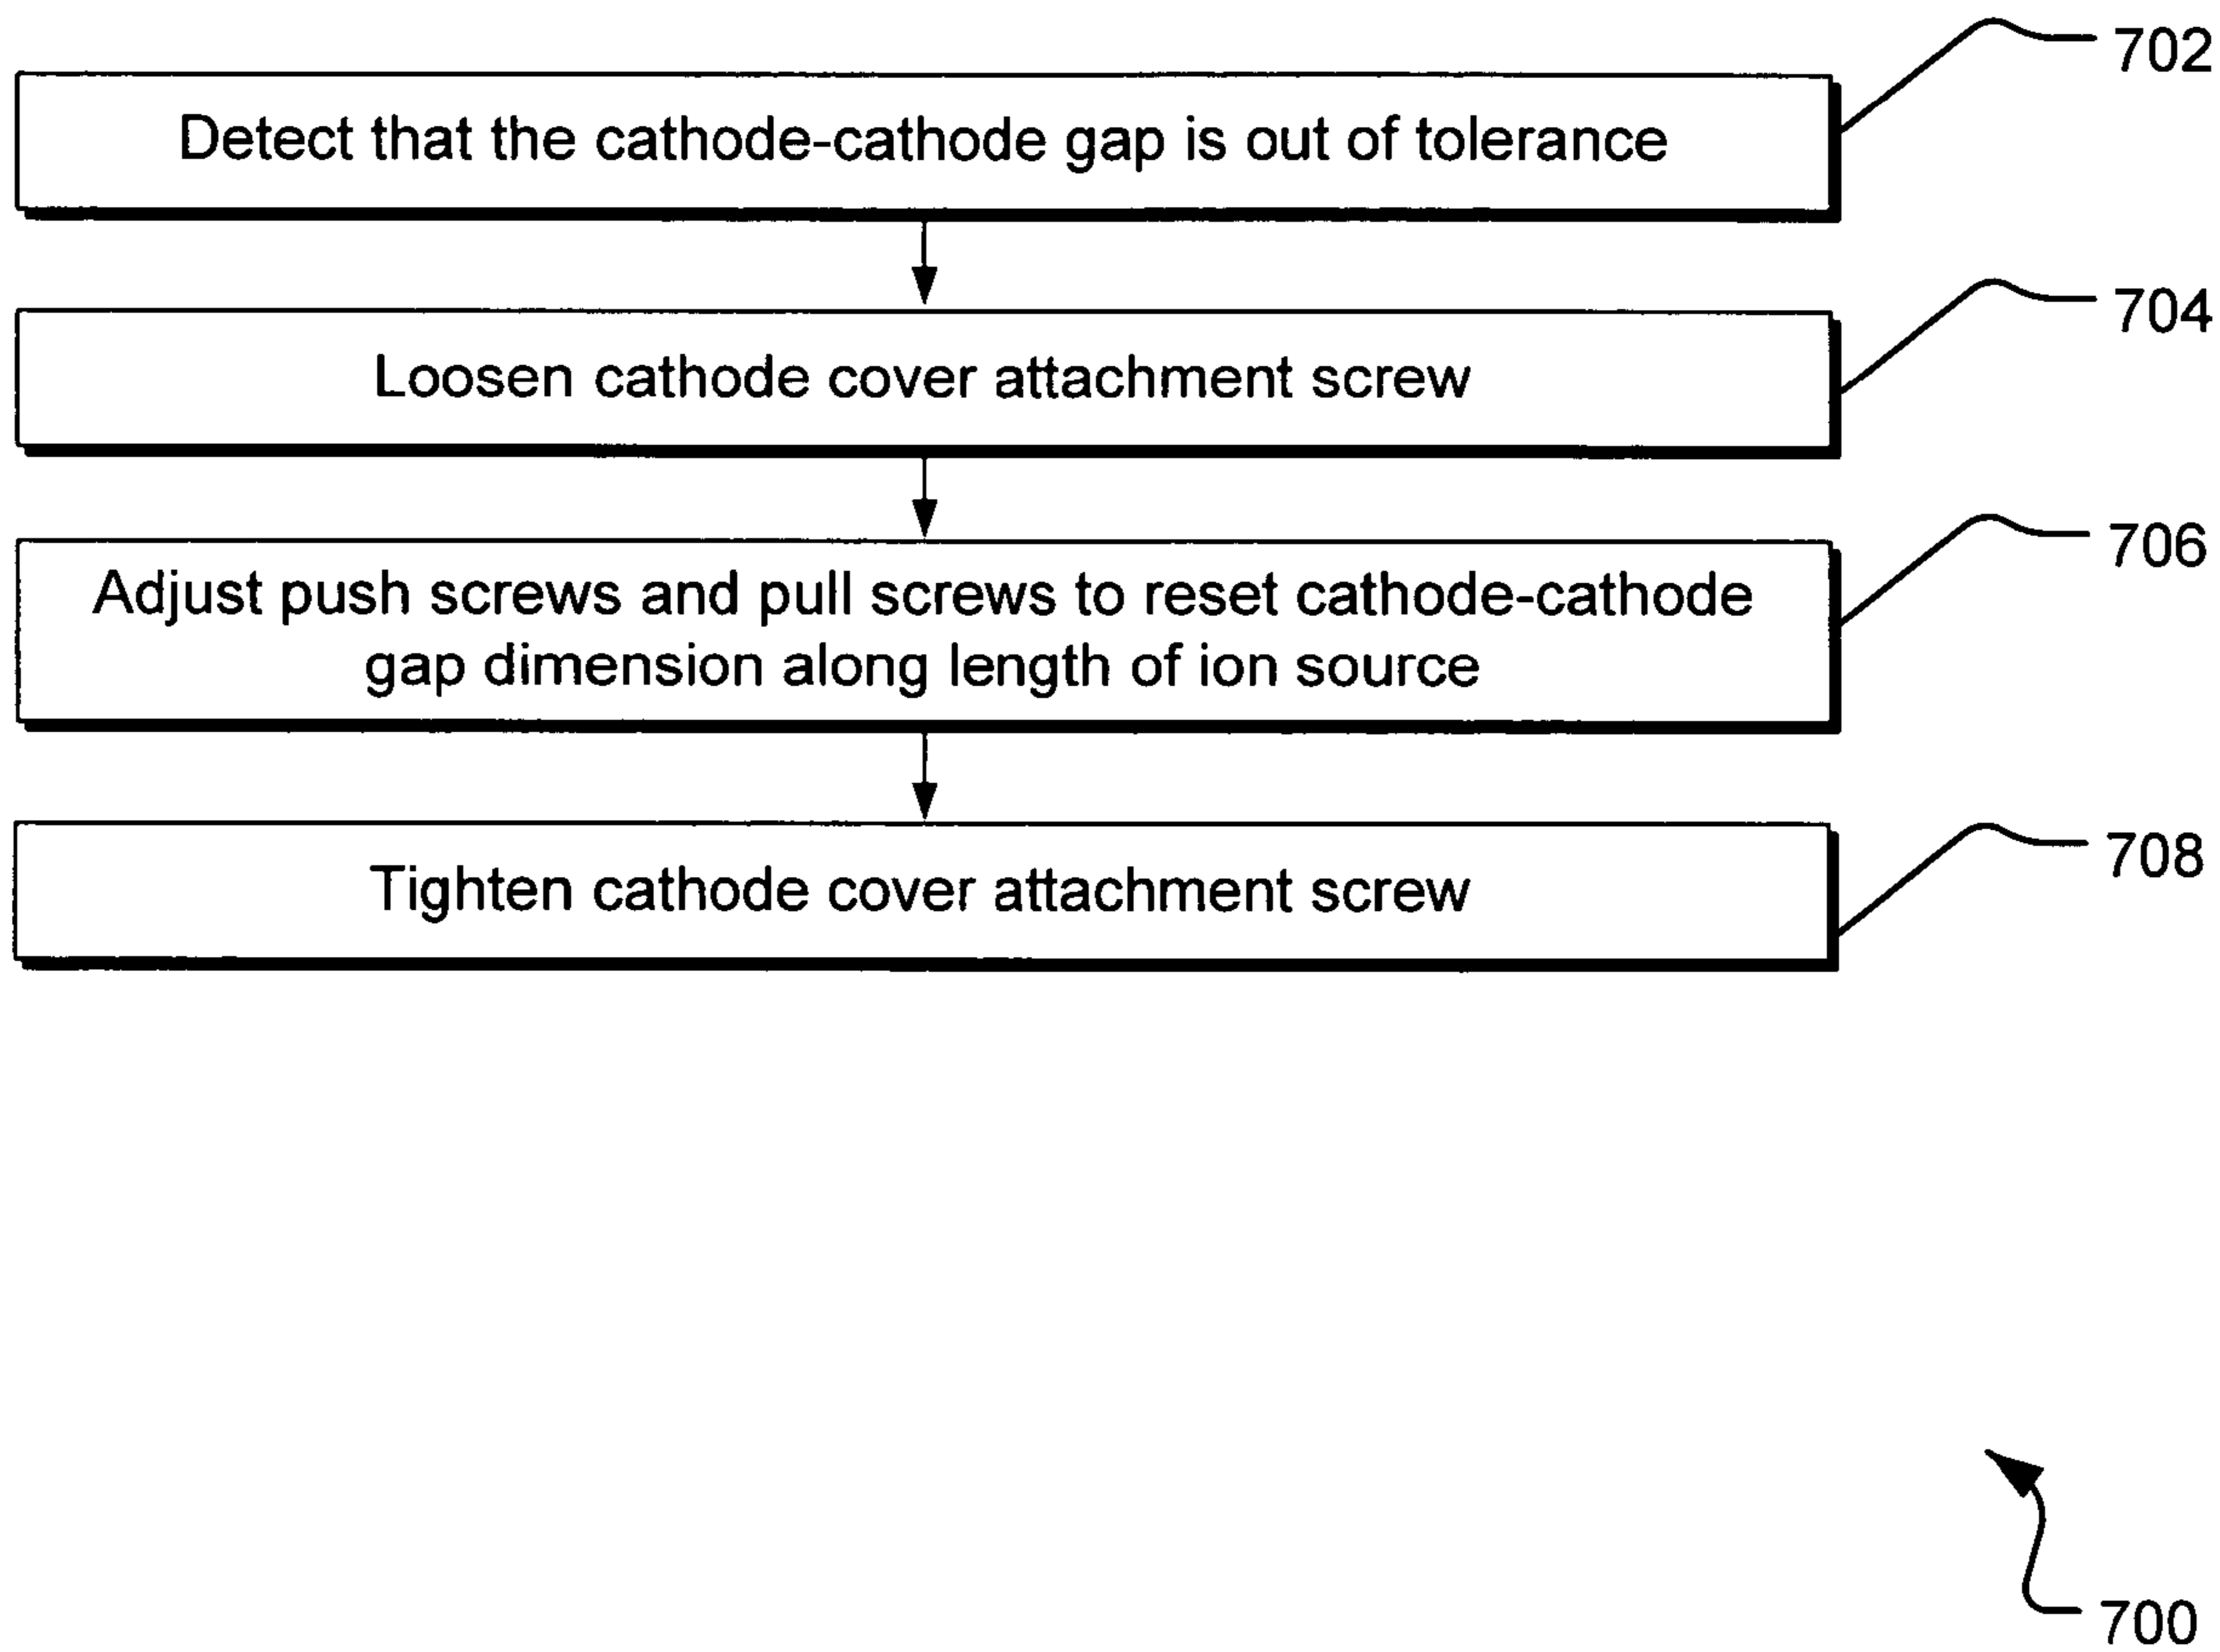 702
Detect that the cathode-cathode gap is out of tolerance
704
Loosen cathode cover attachment screw
706
Adjust push screws and pull screws to reset cathode-cathode
gap dimension along length of ion source
708
Tighten cathode cover attachment screw
700